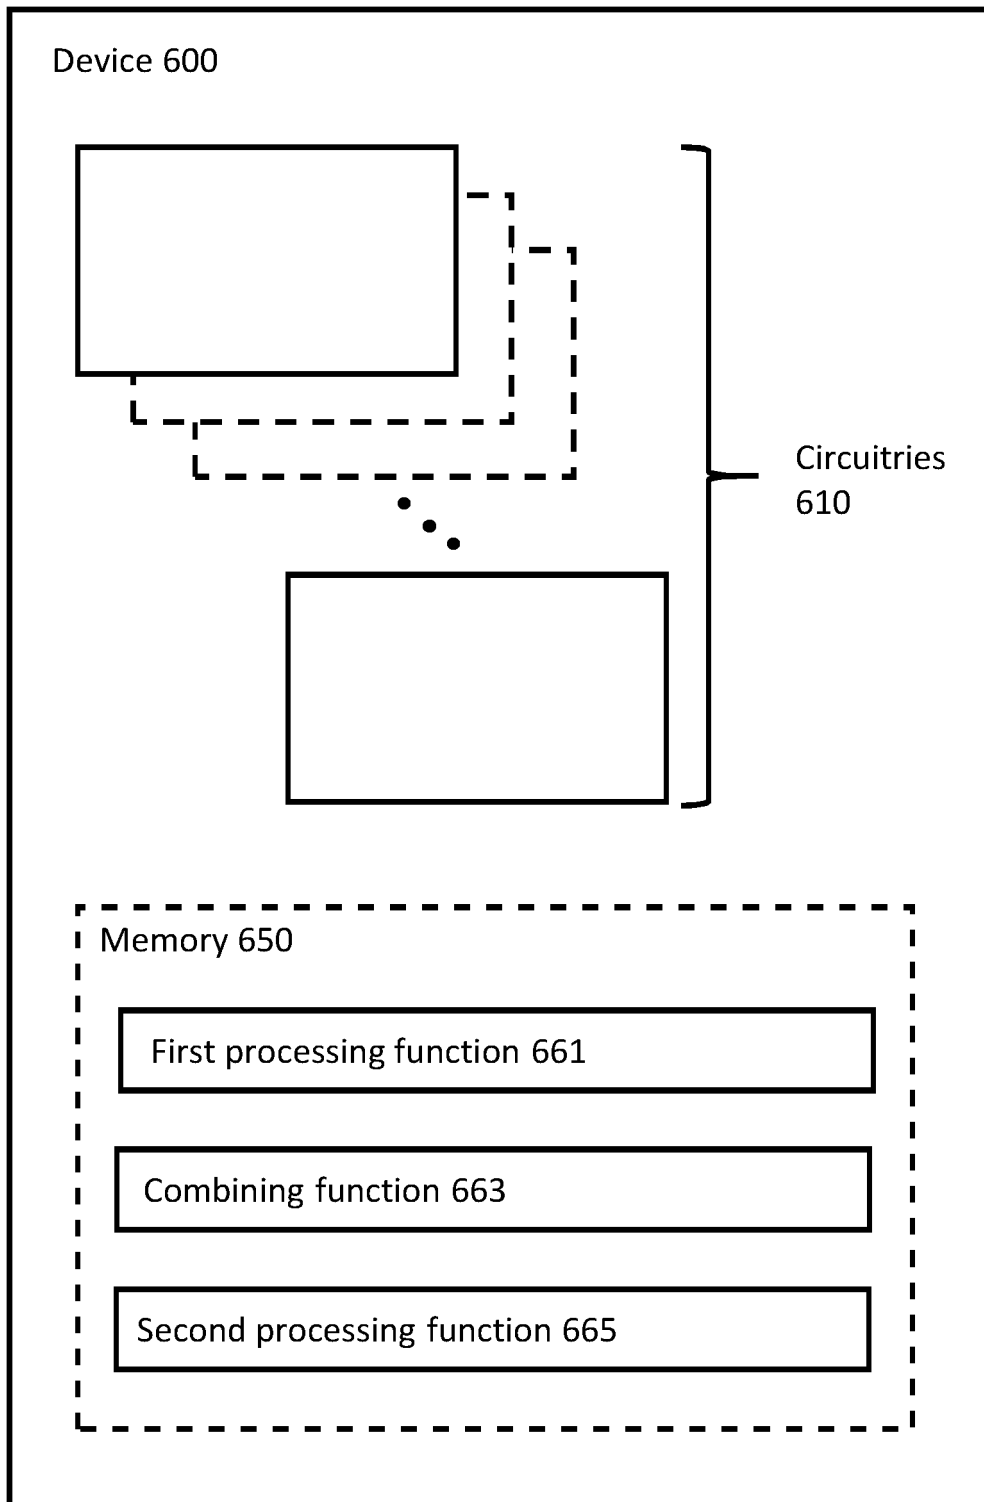 Device 600
Circuitries
610
Memory 650
First processing function 661
Combining function 663
Second processing function 665